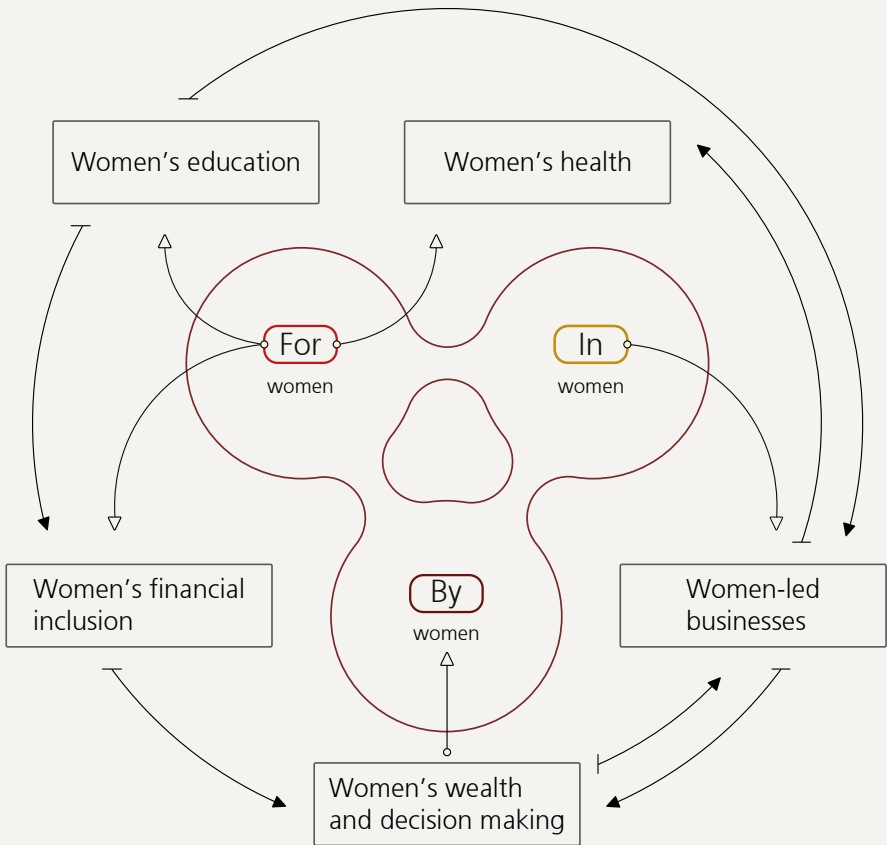 Women’s education
Women’s health
For
women
In
women
Women’s financial
inclusion
By
women
Women-led
businesses
Women’s wealth
and decision making